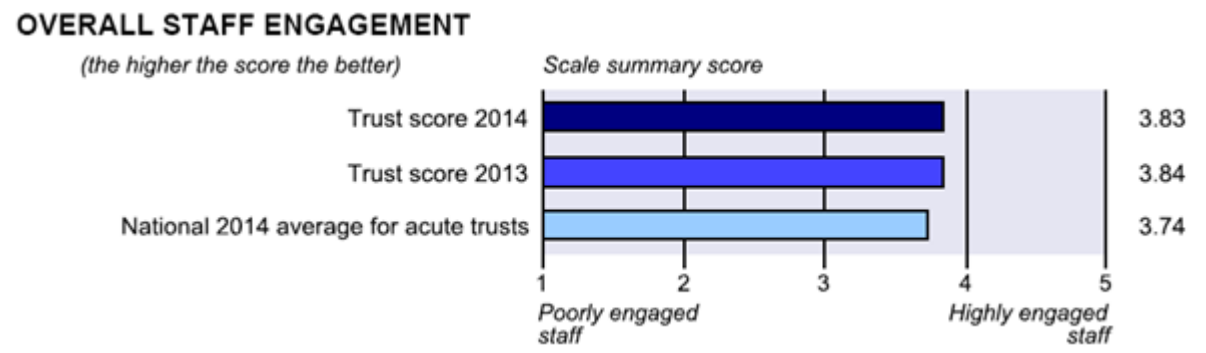 OVERALL STAFF ENGAGEMENT
(the higher the score the better)
Scale summary score
Trust score 2014
3.83
Trust score 2013
3.84
National 2014 average for acute trusts
3.74
1
2
3
4
5
Poorly engaged
staff
Highly engaged
staff